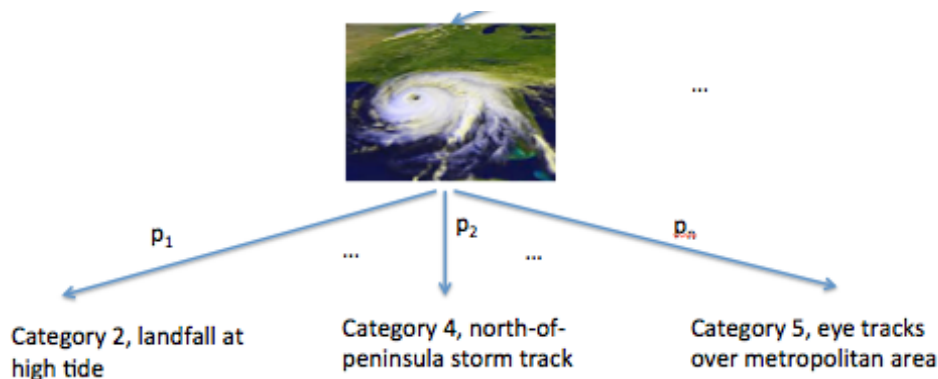 ...
p1
p2
pn
...
...
Category 2, landfall at
high tide
Category 4, north-of-
peninsula storm track
Category 5, eye tracks
over metropolitan area